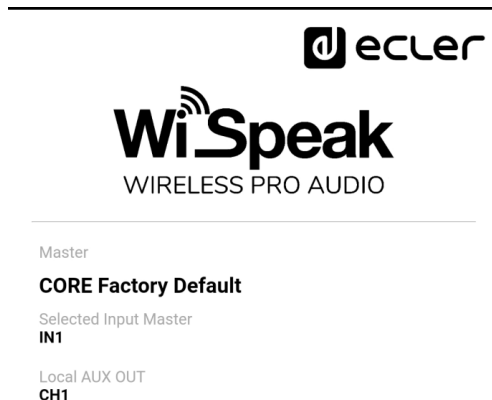 ecler
WiSpeak
WIRELESS PRO AUDIO
Master
CORE Factory Default
Selected Input Master
IN1
Local AUX OUT
CH1